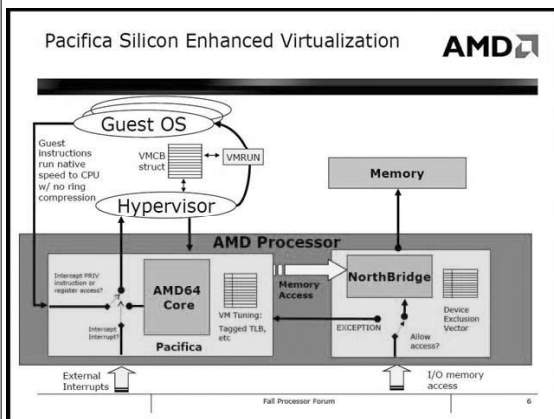 Pacifica Silicon Enhanced Virtualization
AMD
Guest OS
Guest
instructions
run native
speed to CPU
w/ no ring
compression
VMCB
struct
VMRUN
Hypervisor
Memory
AMD Processor
Intercept PRIV
instruction or
register access?
Intercept
Interrupt?
AMD64
Core
Pacifica
VM Tuning:
Tagged TLB,
etc
Memory
Access
NorthBridge
EXCEPTION
Device
Exclusion
Vector
Allow
access?
External
Interrupts
I/O memory
access
Fall Processor Forum
6